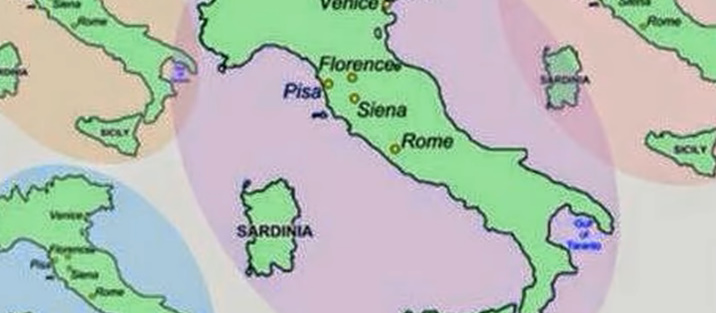 Venice
Siena
Rome
Siena
Rome
Florence
Pisa
Siena
Rome
SARDINIA
SARDINIA
SICILY
SICILY
Gulf
of
Taranto
Venice
Florence
Pisa
Siena
Rome